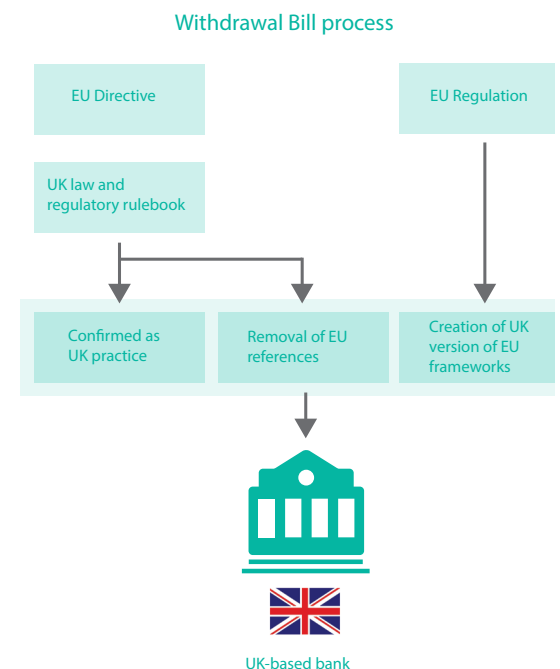 Withdrawal Bill process
EU Directive
EU Regulation
UK law and
regulatory rulebook
Confirmed as
UK practice
Removal of EU
references
Creation of UK
version of EU
frameworks
UK-based bank